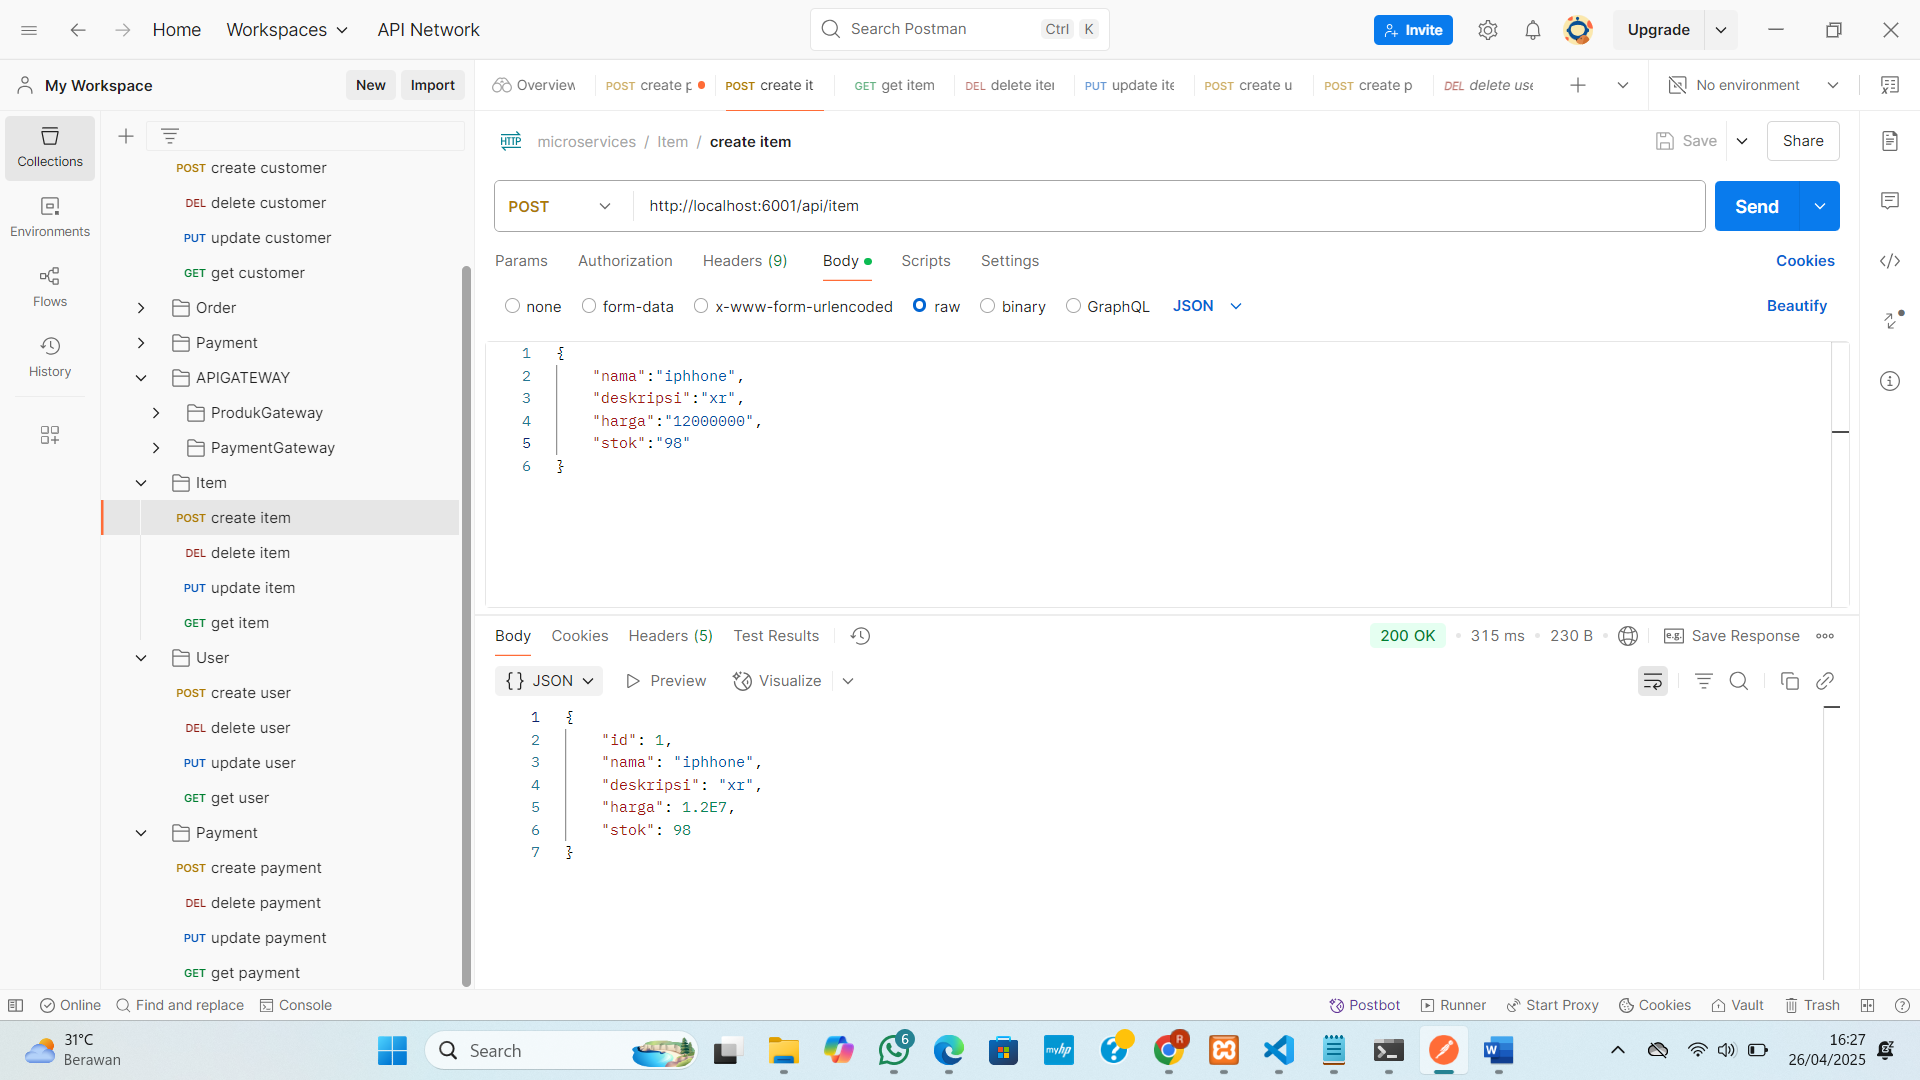 Home
Workspaces
API Network
Search Postman
Ctrl K
Invite
Upgrade
My Workspace
New
Import
Overview
POST create p
POST create it
GET get item
DEL delete iter
PUT update ite
POST create u
POST create p
DEL delete use
No environment
Collections
Environments
Flows
History
POST create customer
DEL delete customer
PUT update customer
GET get customer
Order
Payment
APIGATEWAY
ProdukGateway
PaymentGateway
Item
POST create item
DEL delete item
PUT update item
GET get item
User
POST create user
DEL delete user
PUT update user
GET get user
Payment
POST create payment
DEL delete payment
PUT update payment
GET get payment
HTTP microservices / Item / create item
Save
Share
POST
http://localhost:6001/api/item
Send
Params
Authorization
Headers (9)
Body
Scripts
Settings
Cookies
none
form-data
x-www-form-urlencoded
raw
binary
GraphQL
JSON
Beautify
1 {
2 "nama":"iphhone",
3 "deskripsi":"xr",
4 "harga":"12000000",
5 "stok":"98"
6 }
Body
Cookies
Headers (5)
Test Results
200 OK
315 ms
230 B
e.g. Save Response
{} JSON
Preview
Visualize
1 {
2 "id": 1,
3 "nama": "iphhone",
4 "deskripsi": "xr",
5 "harga": 1.2E7,
6 "stok": 98
7 }
Online
Find and replace
Console
Postbot
Runner
Start Proxy
Cookies
Vault
Trash
31°C
Berawan
Search
6
myhp
R
W
16:27
26/04/2025